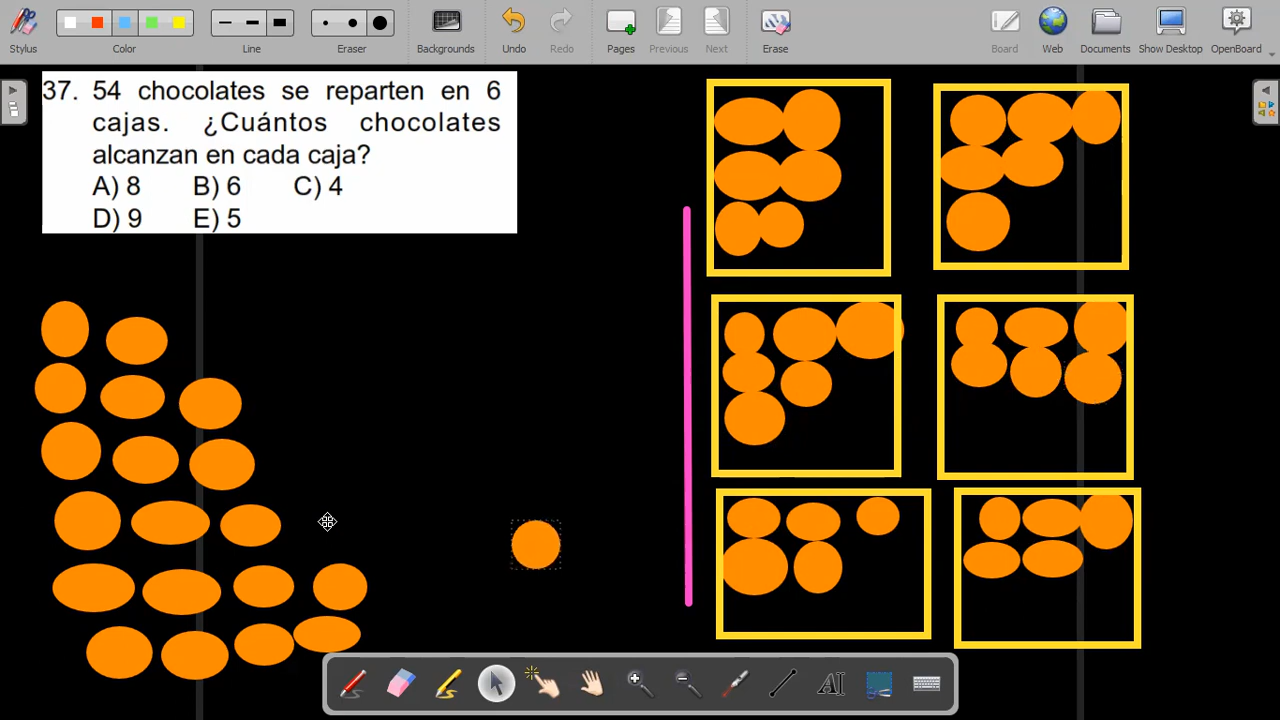 Stylus
Color
Line
Eraser
Backgrounds
Undo
Redo
Pages
Previous
Next
Erase
Board
Web
Documents
Show Desktop
OpenBoard
37. 54 chocolates se reparten en 6
cajas. ¿Cuántos chocolates
alcanzan en cada caja?
A) 8 B) 6 C) 4
D) 9 E) 5
AI